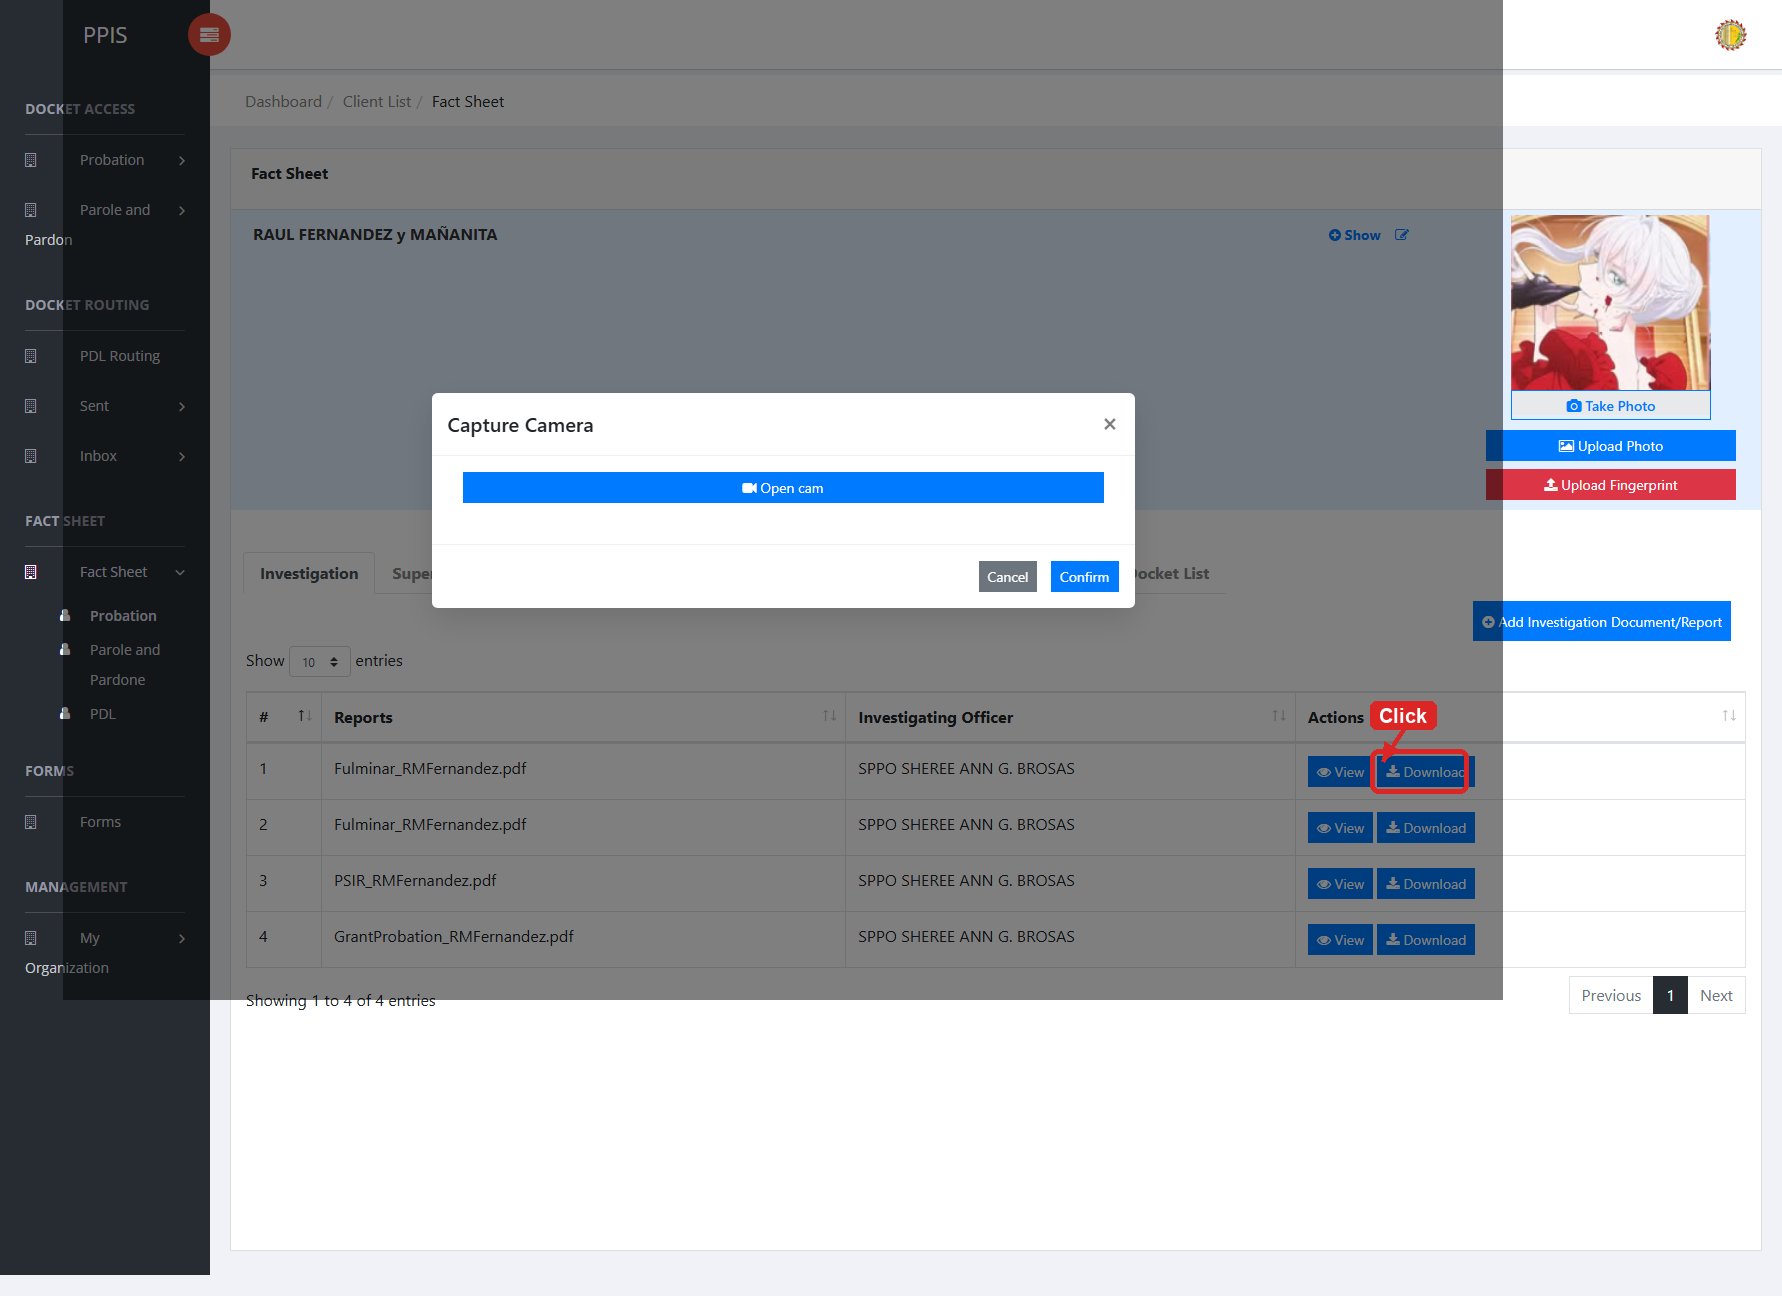 PPIS
DOCKET ACCESS
Probation
Parole and
Pardon
DOCKET ROUTING
PDL Routing
Sent
Inbox
FACT SHEET
Fact Sheet
Probation
Parole and
Pardone
PDL
FORMS
Forms
MANAGEMENT
My
Organization
Dashboard / Client List / Fact Sheet
Fact Sheet
RAUL FERNANDEZ y MAÑANITA
Show
Take Photo
Upload Photo
Upload Fingerprint
Capture Camera
×
Open cam
Cancel
Confirm
Investigation
Docket List
Add Investigation Document/Report
Show 10 entries
# Reports Investigating Officer Actions
Click
1 Fulminar_RMFernandez.pdf SPPO SHEREE ANN G. BROSAS View Download
2 Fulminar_RMFernandez.pdf SPPO SHEREE ANN G. BROSAS View Download
3 PSIR_RMFernandez.pdf SPPO SHEREE ANN G. BROSAS View Download
4 GrantProbation_RMFernandez.pdf SPPO SHEREE ANN G. BROSAS View Download
Showing 1 to 4 of 4 entries
Previous 1 Next